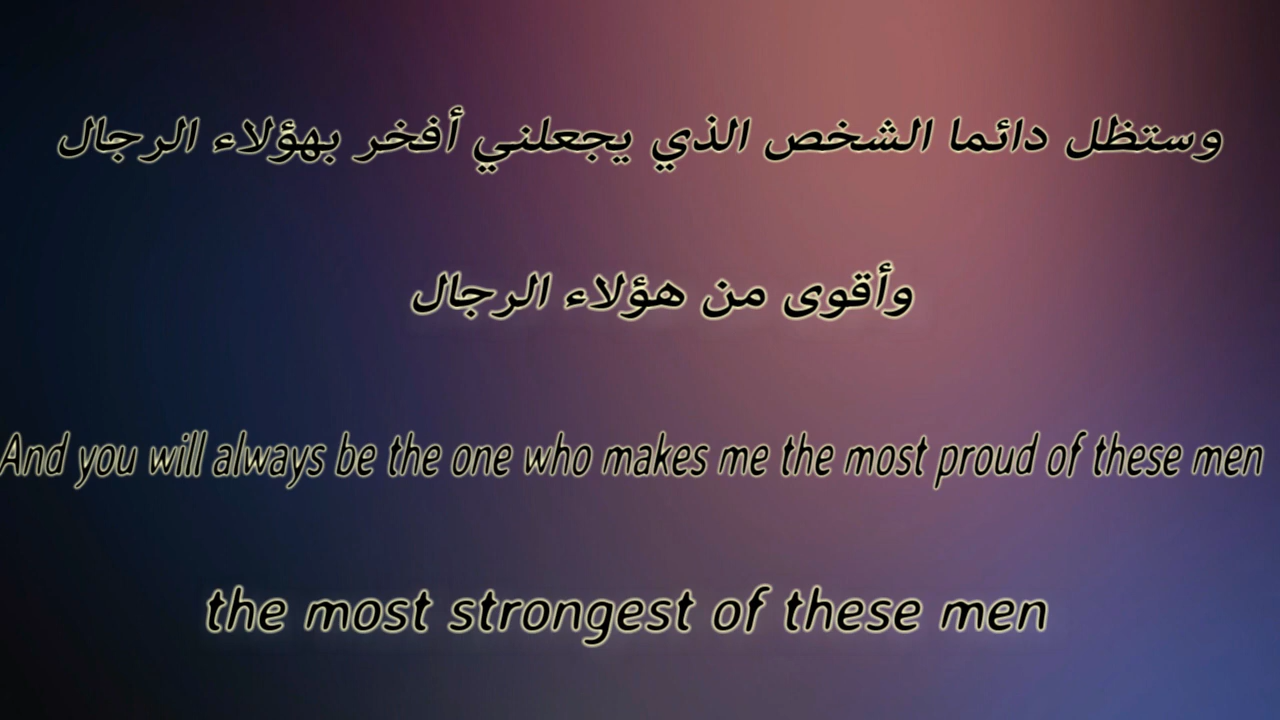 وستظل دائما الشخص الذي يجعلني أفخر بهؤلاء الرجال
وأقوى من هؤلاء الرجال
And you will always be the one who makes me the most proud of these men
the most strongest of these men